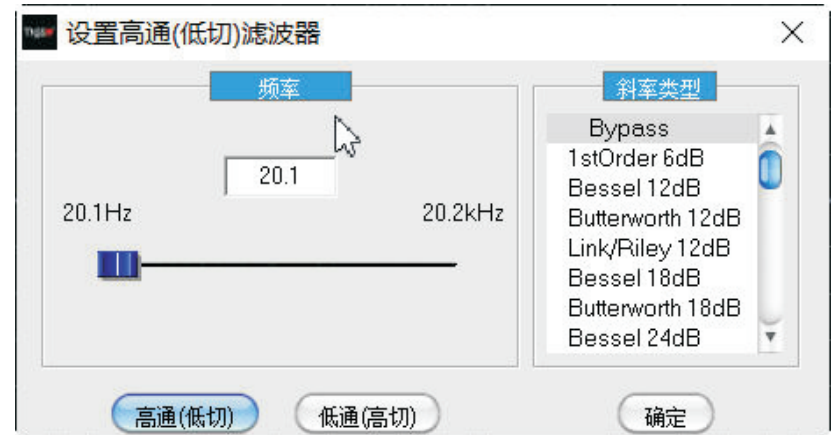 设置高通(低切)滤波器
频率
20.1
20.1Hz
20.2kHz
斜率类型
Bypass
1stOrder 6dB
Bessel 12dB
Butterworth 12dB
Link/Riley 12dB
Bessel 18dB
Butterworth 18dB
Bessel 24dB
高通(低切)
低通(高切)
确定